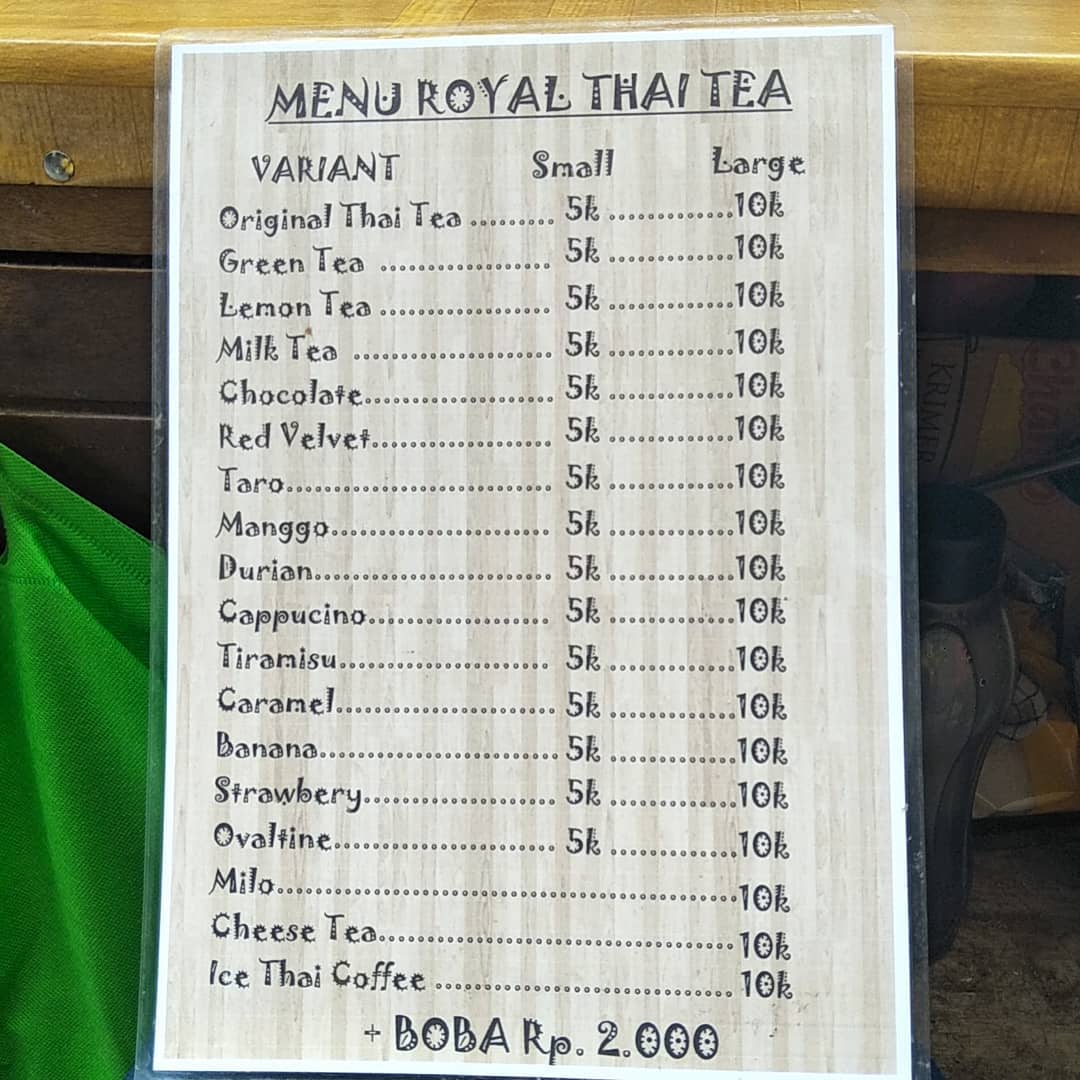 MENU ROYAL THAI TEA
VARIANT Small Large
Original Thai Tea ......... 5k .............10k
Green Tea .................. 5k .............10k
Lemon Tea .................. 5k .............10k
Milk Tea ..................... 5k .............10k
Chocolate.................... 5k .............10k
Red Velvet................... 5k .............10k
Taro............................ 5k .............10k
Manggo....................... 5k .............10k
Durian......................... 5k .............10k
Cappucino................... 5k .............10k
Tiramisu...................... 5k .............10k
Caramel....................... 5k .............10k
Banana......................... 5k .............10k
Strawbery.................... 5k .............10k
Ovaltine....................... 5k .............10k
Milo................................................10k
Cheese Tea..................................... 10k
Ice Thai Coffee ............................... 10k
+ BOBA Rp. 2.000
KRIMER